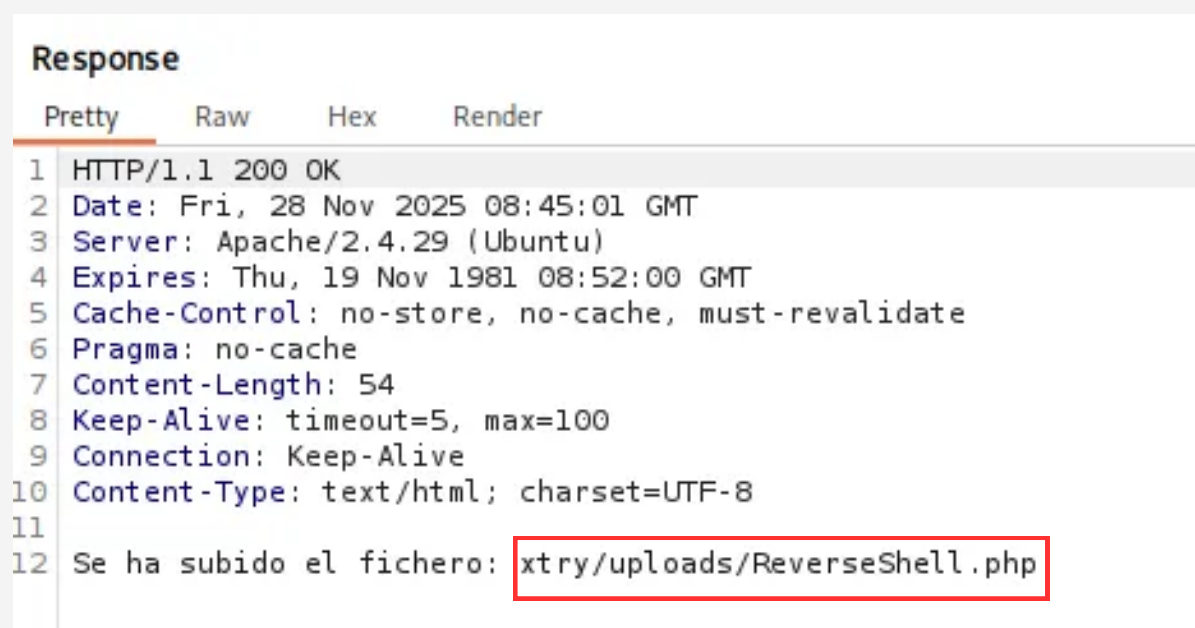 Response
Pretty Raw Hex Render
1 HTTP/1.1 200 OK
2 Date: Fri, 28 Nov 2025 08:45:01 GMT
3 Server: Apache/2.4.29 (Ubuntu)
4 Expires: Thu, 19 Nov 1981 08:52:00 GMT
5 Cache-Control: no-store, no-cache, must-revalidate
6 Pragma: no-cache
7 Content-Length: 54
8 Keep-Alive: timeout=5, max=100
9 Connection: Keep-Alive
10 Content-Type: text/html; charset=UTF-8
11
12 Se ha subido el fichero: xtry/uploads/ReverseShell.php